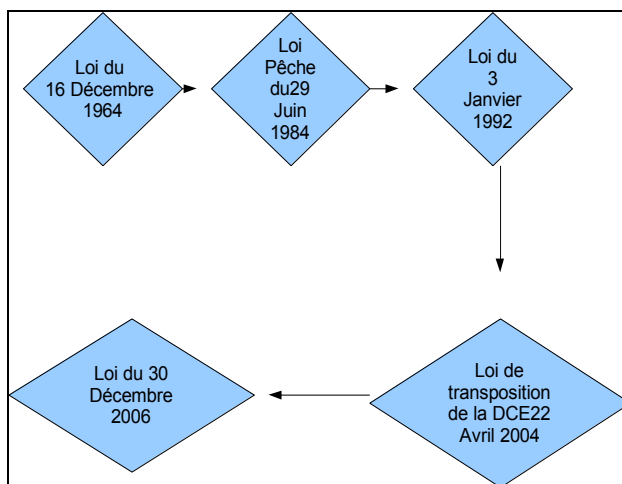 Loi du
16 Décembre
1964
Loi
Pêche
du29
Juin
1984
Loi du
3
Janvier
1992
Loi de
transposition
de la DCE22
Avril 2004
Loi du 30
Décembre
2006